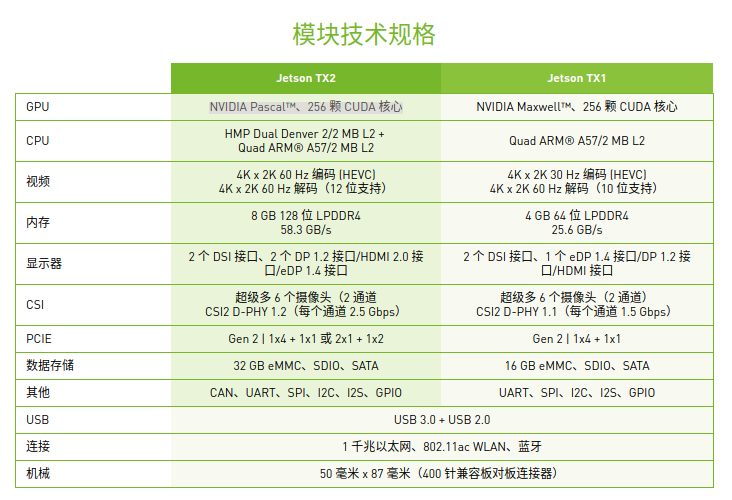 模块技术规格
Jetson TX2 Jetson TX1
GPU NVIDIA Pascal™、256 颗 CUDA 核心 NVIDIA Maxwell™、256 颗 CUDA 核心
CPU HMP Dual Denver 2/2 MB L2 +
Quad ARM® A57/2 MB L2 Quad ARM® A57/2 MB L2
视频 4K x 2K 60 Hz 编码 (HEVC)
4K x 2K 60 Hz 解码(12 位支持) 4K x 2K 30 Hz 编码 (HEVC)
4K x 2K 60 Hz 解码(10 位支持)
内存 8 GB 128 位 LPDDR4
58.3 GB/s 4 GB 64 位 LPDDR4
25.6 GB/s
显示器 2 个 DSI 接口、2 个 DP 1.2 接口/HDMI 2.0 接
口/eDP 1.4 接口 2 个 DSI 接口、1 个 eDP 1.4 接口/DP 1.2 接
口/HDMI 接口
CSI 超级多 6 个摄像头(2 通道
CSI2 D-PHY 1.2(每个通道 2.5 Gbps) 超级多 6 个摄像头(2 通道)
CSI2 D-PHY 1.1(每个通道 1.5 Gbps)
PCIE Gen 2 | 1x4 + 1x1 或 2x1 + 1x2 Gen 2 | 1x4 + 1x1
数据存储 32 GB eMMC、SDIO、SATA 16 GB eMMC、SDIO、SATA
其他 CAN、UART、SPI、I2C、I2S、GPIO UART、SPI、I2C、I2S、GPIO
USB USB 3.0 + USB 2.0
连接 1 千兆以太网、802.11ac WLAN、蓝牙
机械 50 毫米 x 87 毫米(400 针兼容板对板连接器)